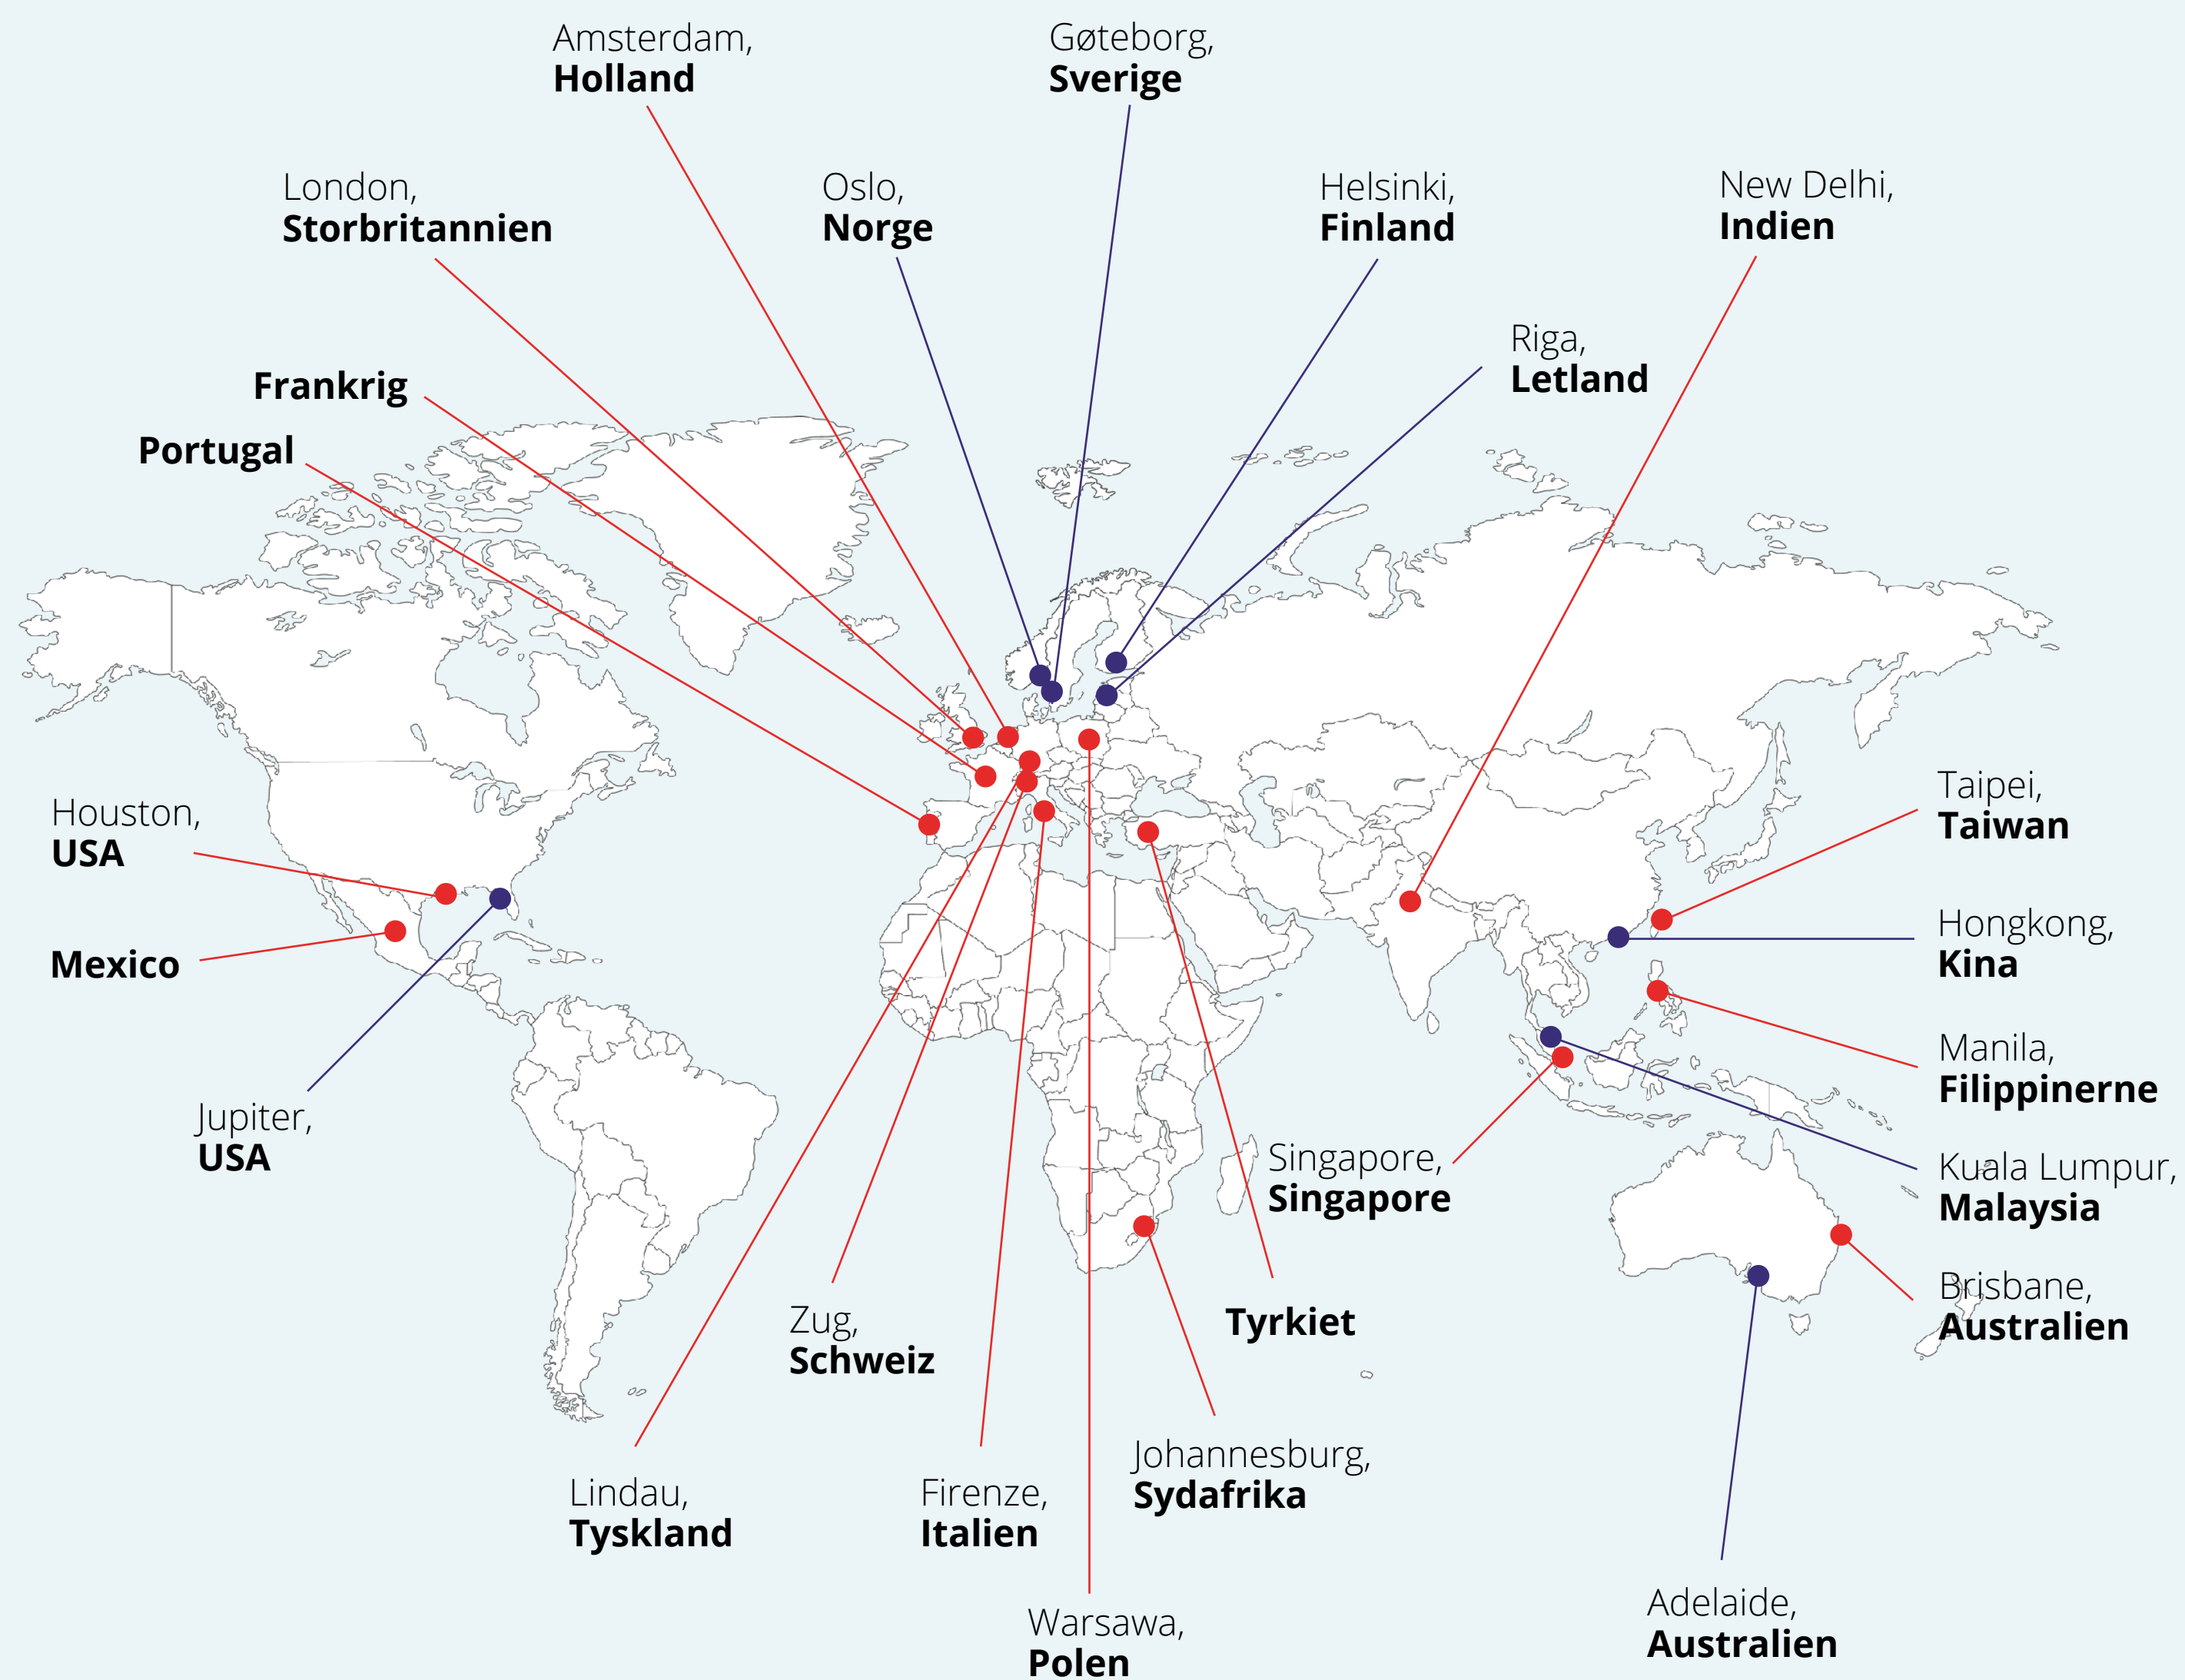 Amsterdam,
Holland
Gøteborg,
Sverige
London,
Storbritannien
Oslo,
Norge
Helsinki,
Finland
New Delhi,
Indien
Riga,
Letland
Frankrig
Portugal
Houston,
USA
Mexico
Jupiter,
USA
Taipei,
Taiwan
Hongkong,
Kina
Manila,
Filippinerne
Singapore,
Singapore
Kuala Lumpur,
Malaysia
Brisbane,
Australien
Zug,
Schweiz
Tyrkiet
Lindau,
Tyskland
Firenze,
Italien
Johannesburg,
Sydafrika
Warsawa,
Polen
Adelaide,
Australien